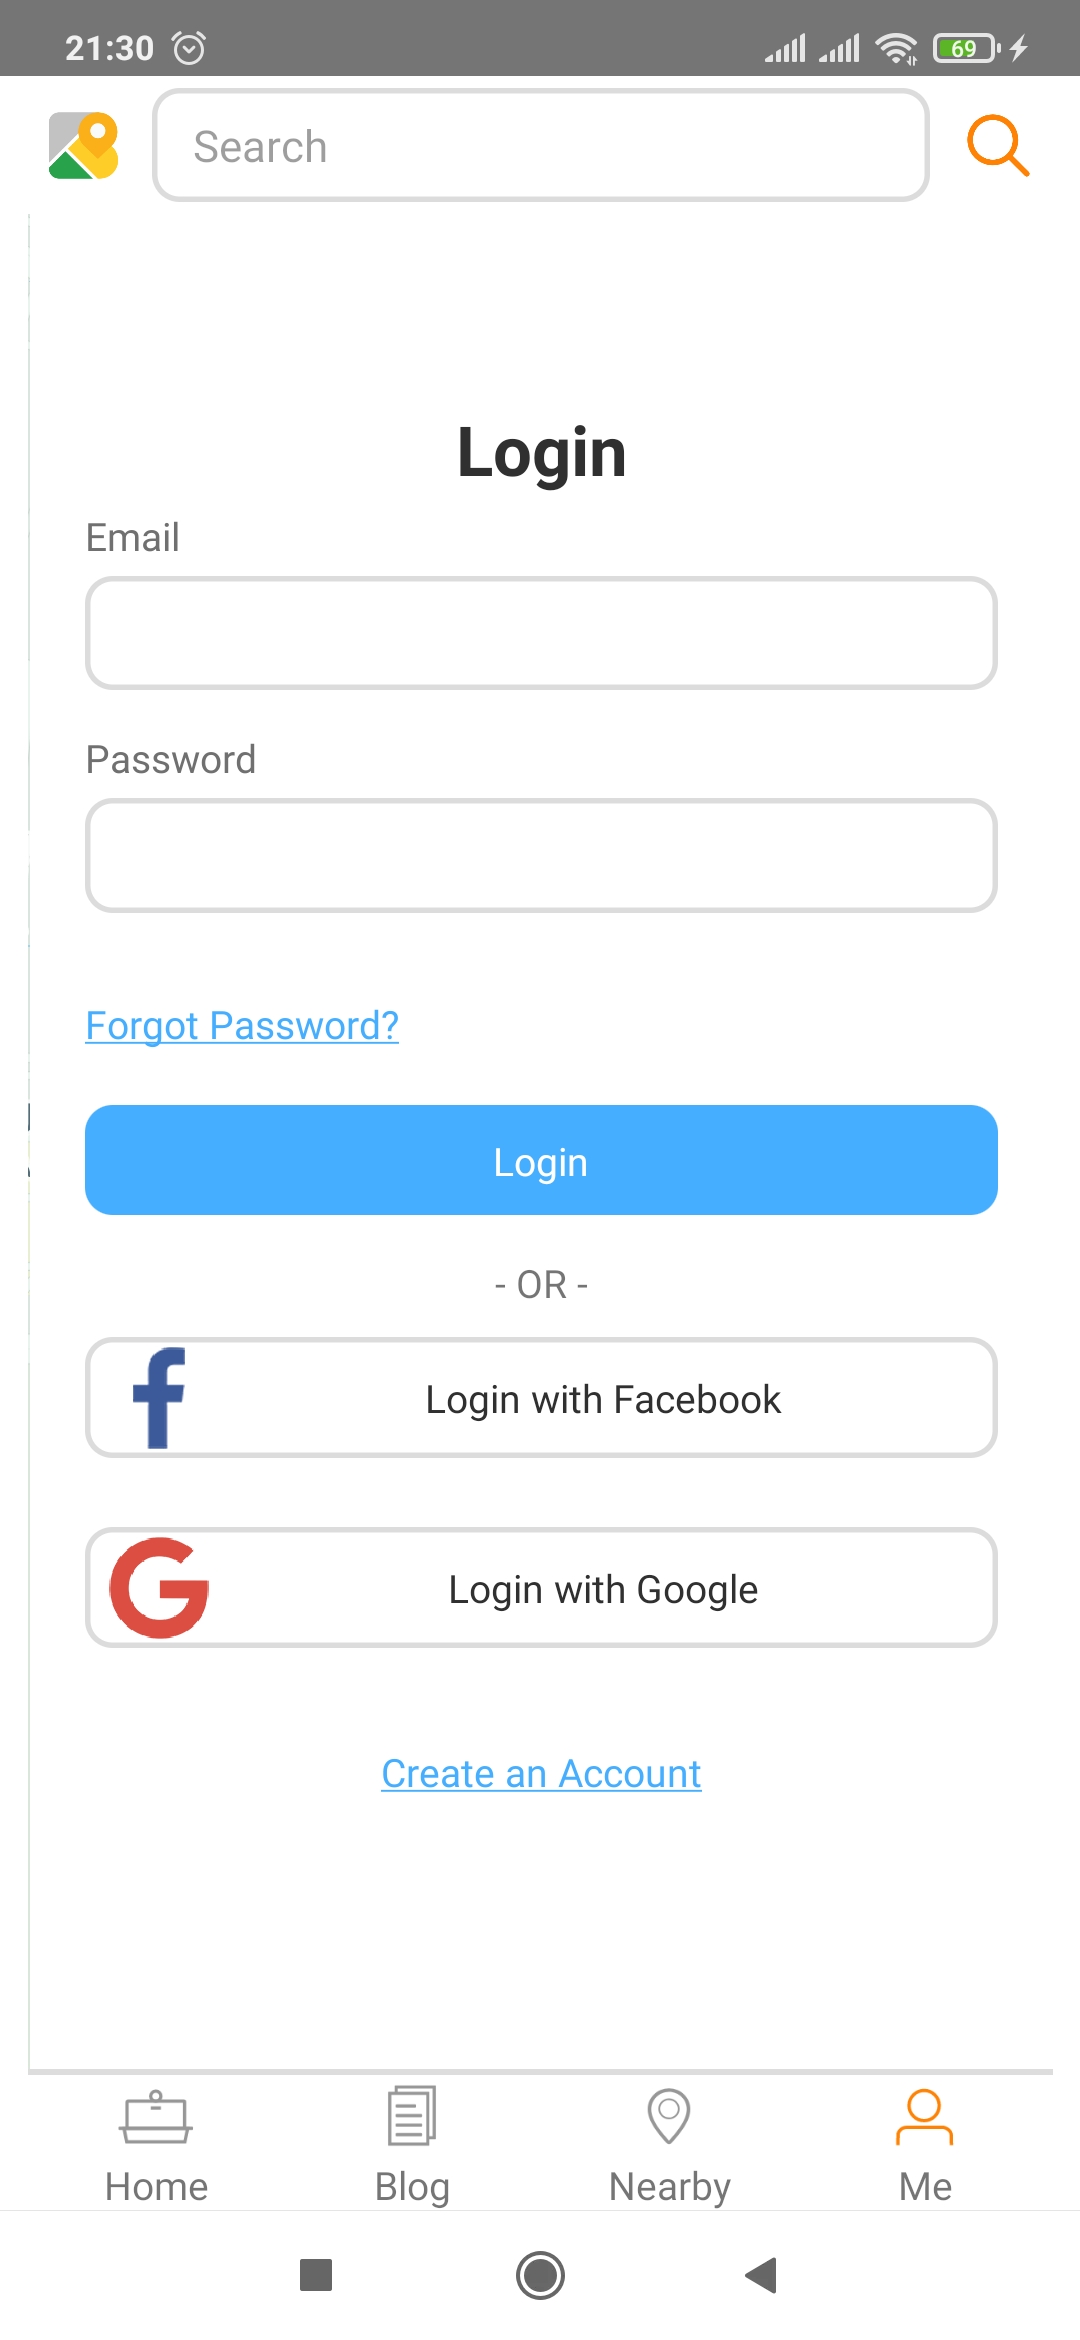 21:30
69
Search
Login
Email
Password
Forgot Password?
Login
- OR -
Login with Facebook
Login with Google
Create an Account
Home Blog Nearby Me